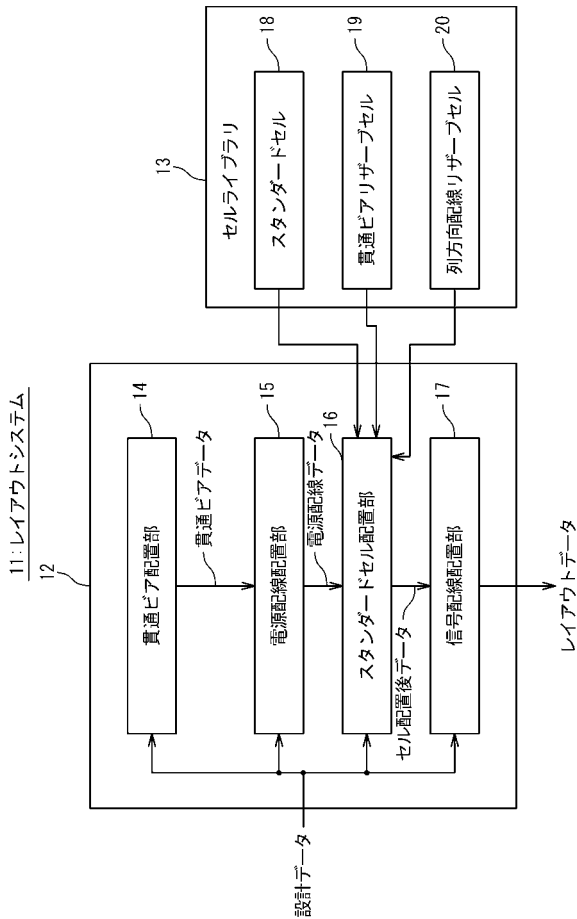 11:レイアウトシステム
12
設計データ
14
貫通ビア配置部
貫通ビアデータ
15
電源配線配置部
電源配線データ
16
スタンダードセル配置部
セル配置後データ
17
信号配線配置部
レイアウトデータ
13
セルライブラリ
18
スタンダードセル
19
貫通ビアリザーブセル
20
列方向配線リザーブセル